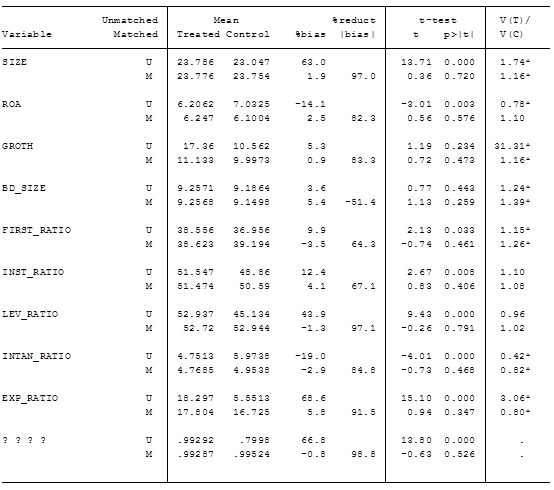 Unmatched Mean %reduct t-test V(T)/
Variable Matched Treated Control %bias |bias| t p>|t| V(C)
SIZE U 23.786 23.047 63.0 13.71 0.000 1.74*
M 23.776 23.754 1.9 97.0 0.36 0.720 1.16*
ROA U 6.2062 7.0325 -14.1 -3.01 0.003 0.78*
M 6.247 6.1004 2.5 82.3 0.56 0.576 1.10
GROTH U 17.36 10.562 5.3 1.19 0.234 31.31*
M 11.133 9.9973 0.9 83.3 0.72 0.473 1.16*
BD_SIZE U 9.2571 9.1864 3.6 0.77 0.443 1.24*
M 9.2568 9.1498 5.4 -51.4 1.13 0.259 1.39*
FIRST_RATIO U 38.556 36.956 9.9 2.13 0.033 1.15*
M 38.623 39.194 -3.5 64.3 -0.74 0.461 1.26*
INST_RATIO U 51.547 48.86 12.4 2.67 0.008 1.10
M 51.474 50.59 4.1 67.1 0.83 0.406 1.08
LEV_RATIO U 52.937 45.134 43.9 9.43 0.000 0.96
M 52.72 52.944 -1.3 97.1 -0.26 0.791 1.02
INTAN_RATIO U 4.7513 5.9738 -19.0 -4.01 0.000 0.42*
M 4.7685 4.9538 -2.9 84.8 -0.73 0.468 0.82*
EXP_RATIO U 18.297 5.5513 68.6 15.10 0.000 3.06*
M 17.804 16.725 5.8 91.5 0.94 0.347 0.80*
? ? ? ? U .99292 .7998 66.8 13.80 0.000 .
M .99287 .99524 -0.8 98.8 -0.63 0.526 .